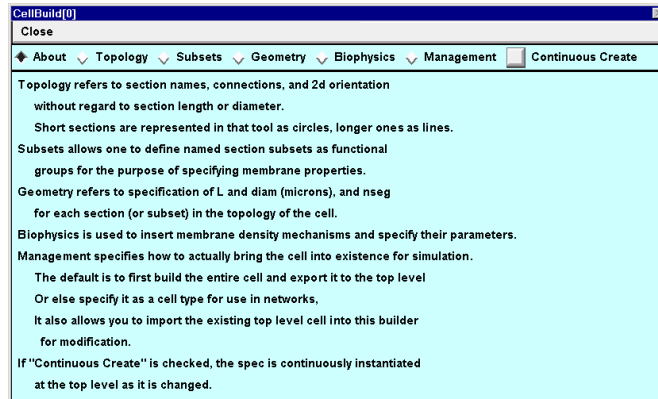 CellBuild[0]
Close
About Topology Subsets Geometry Biophysics Management Continuous Create
Topology refers to section names, connections, and 2d orientation
without regard to section length or diameter.
Short sections are represented in that tool as circles, longer ones as lines.
Subsets allows one to define named section subsets as functional
groups for the purpose of specifying membrane properties.
Geometry refers to specification of L and diam (microns), and nseg
for each section (or subset) in the topology of the cell.
Biophysics is used to insert membrane density mechanisms and specify their parameters.
Management specifies how to actually bring the cell into existence for simulation.
The default is to first build the entire cell and export it to the top level
Or else specify it as a cell type for use in networks,
It also allows you to import the existing top level cell into this builder
for modification.
If "Continuous Create" is checked, the spec is continuously instantiated
at the top level as it is changed.